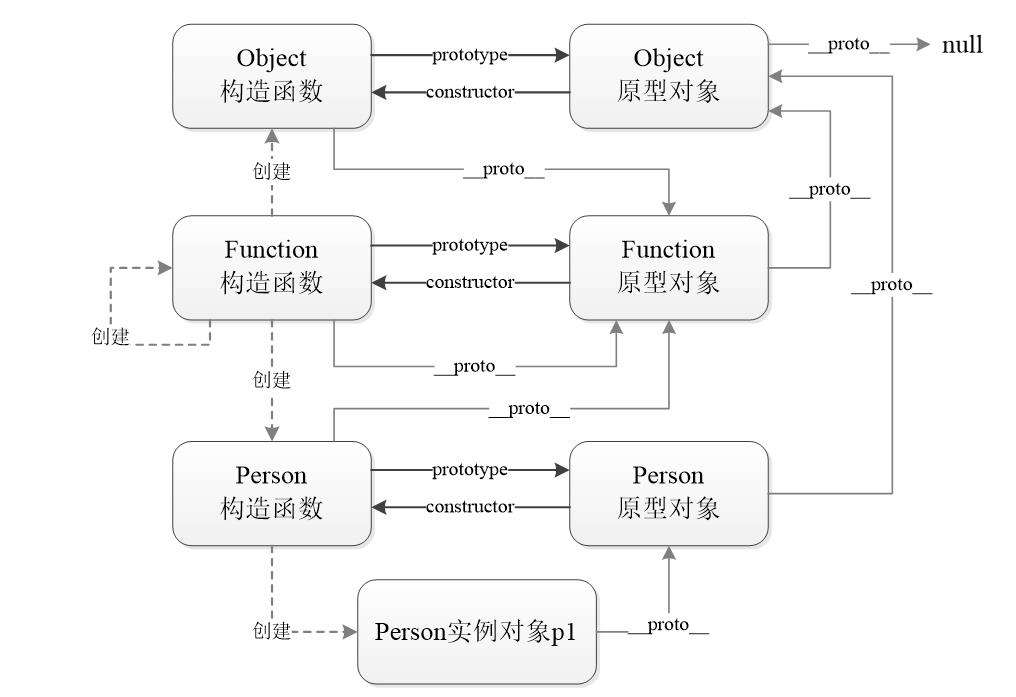 Object
构造函数
prototype
constructor
Object
原型对象
__proto__
null
创建
__proto__
__proto__
Function
构造函数
prototype
constructor
Function
原型对象
__proto__
创建
创建
__proto__
__proto__
Person
构造函数
prototype
constructor
Person
原型对象
创建
Person实例对象p1
__proto__